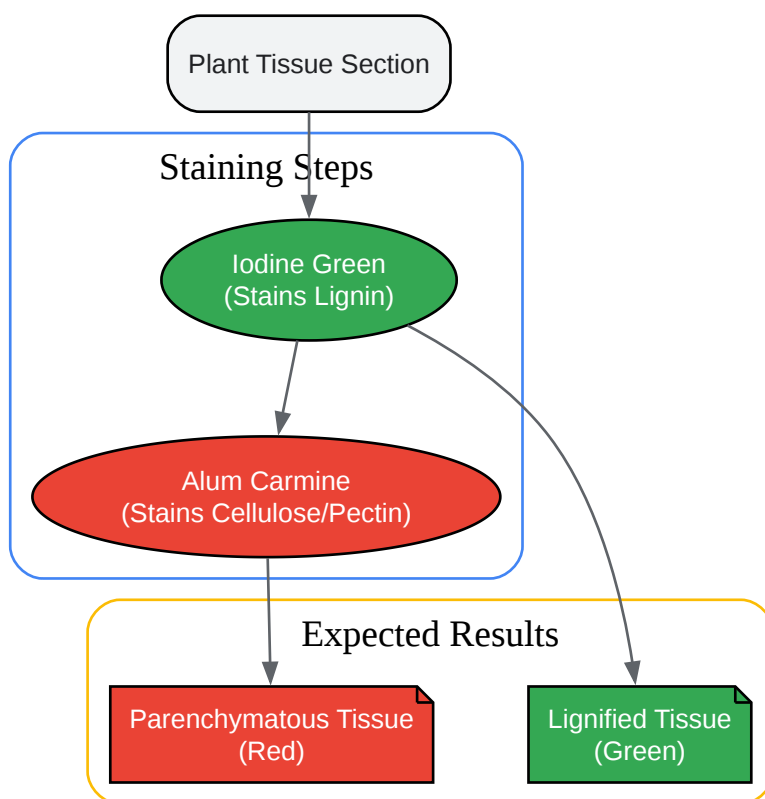 Plant Tissue Section
Staining Steps
Iodine Green
(Stains Lignin)
Alum Carmine
(Stains Cellulose/Pectin)
Expected Results
Parenchymatous Tissue
(Red)
Lignified Tissue
(Green)